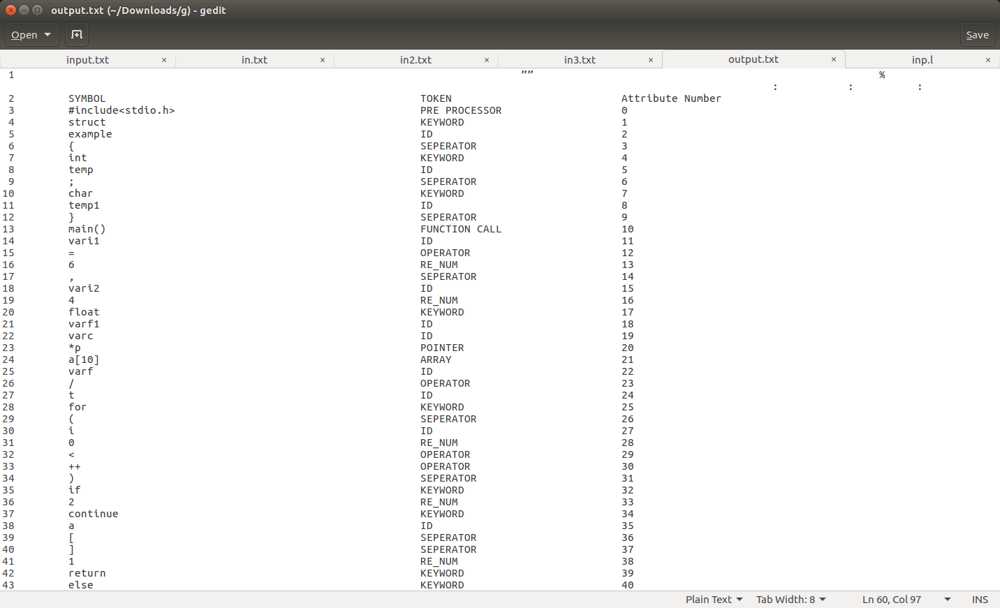 output.txt (~/Downloads/g) - gedit
Open Save
input.txt × in.txt × in2.txt × in3.txt × output.txt × inp.l ×
1 ”” %
: : :
2 SYMBOL TOKEN Attribute Number
3 #include<stdio.h> PRE PROCESSOR 0
4 struct KEYWORD 1
5 example ID 2
6 { SEPERATOR 3
7 int KEYWORD 4
8 temp ID 5
9 ; SEPERATOR 6
10 char KEYWORD 7
11 temp1 ID 8
12 } SEPERATOR 9
13 main() FUNCTION CALL 10
14 vari1 ID 11
15 = OPERATOR 12
16 6 RE_NUM 13
17 , SEPERATOR 14
18 vari2 ID 15
19 4 RE_NUM 16
20 float KEYWORD 17
21 varf1 ID 18
22 varc ID 19
23 *p POINTER 20
24 a[10] ARRAY 21
25 varf ID 22
26 / OPERATOR 23
27 t ID 24
28 for KEYWORD 25
29 ( SEPERATOR 26
30 i ID 27
31 0 RE_NUM 28
32 < OPERATOR 29
33 ++ OPERATOR 30
34 ) SEPERATOR 31
35 if KEYWORD 32
36 2 RE_NUM 33
37 continue KEYWORD 34
38 a ID 35
39 [ SEPERATOR 36
40 ] SEPERATOR 37
41 1 RE_NUM 38
42 return KEYWORD 39
43 else KEYWORD 40
Plain Text Tab Width: 8 Ln 60, Col 97 INS